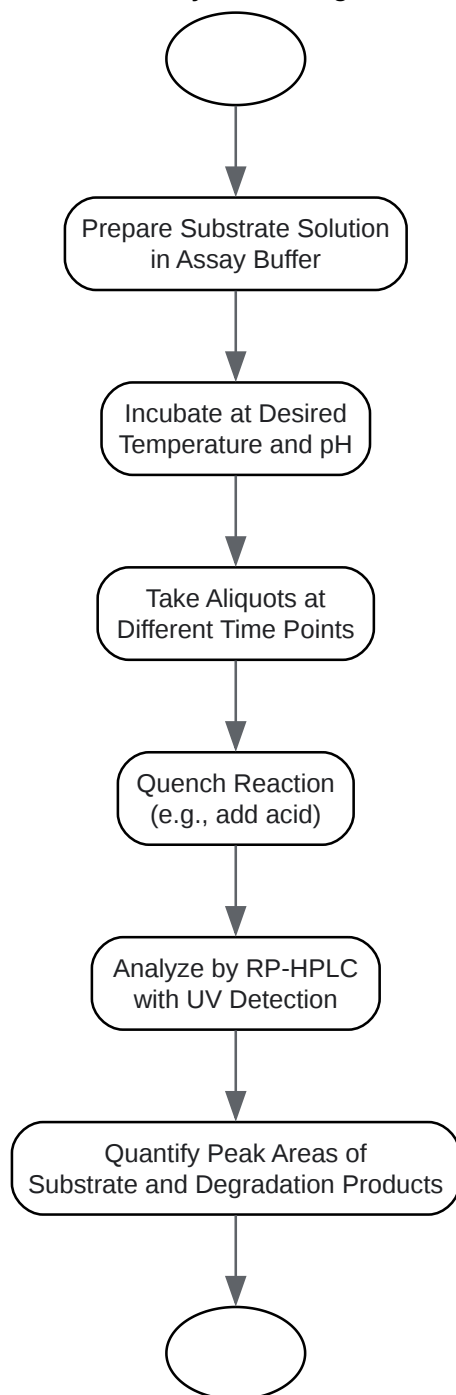 Prepare Substrate Solution
in Assay Buffer
Incubate at Desired
Temperature and pH
Take Aliquots at
Different Time Points
Quench Reaction
(e.g., add acid)
Analyze by RP-HPLC
with UV Detection
Quantify Peak Areas of
Substrate and Degradation Products